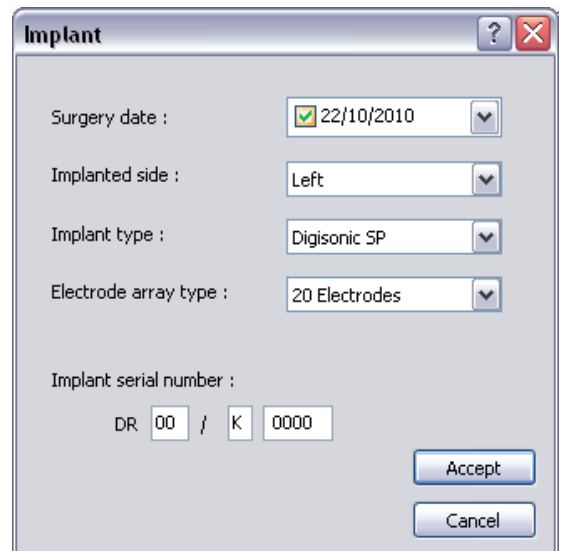 Implant
Surgery date : 22/10/2010
Implanted side : Left
Implant type : Digisonic SP
Electrode array type : 20 Electrodes
Implant serial number :
DR 00 / K 0000
Accept
Cancel